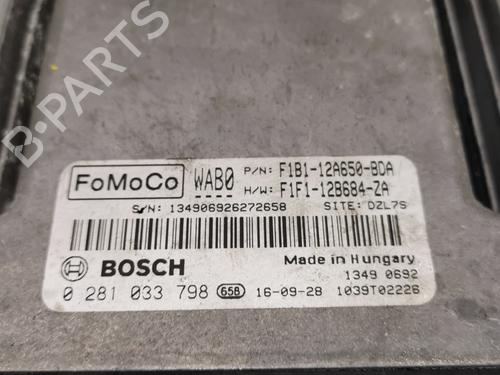 B-PARTS
FoMoCo WAB0 P/N: F1B1-12A650-BDA
H/W: F1F1-12B684-ZA
S/N: 134906926272658 SITE: DZL7S
BOSCH Made in Hungary
1349 0692
0 281 033 798 65B 16-09-28 1039T02226